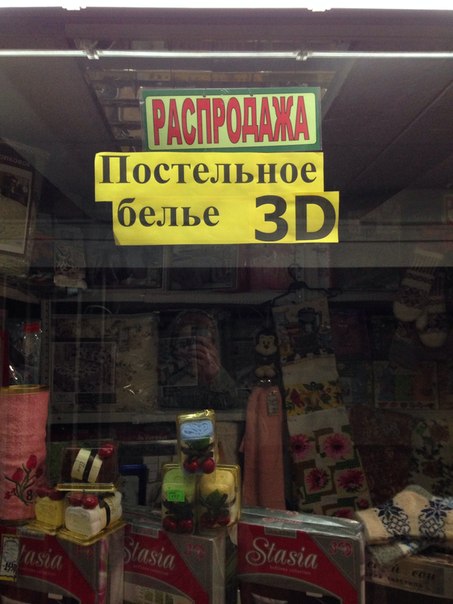 РАСПРОДАЖА
Постельное
белье 3D
Stasia
Stasia
Stasia